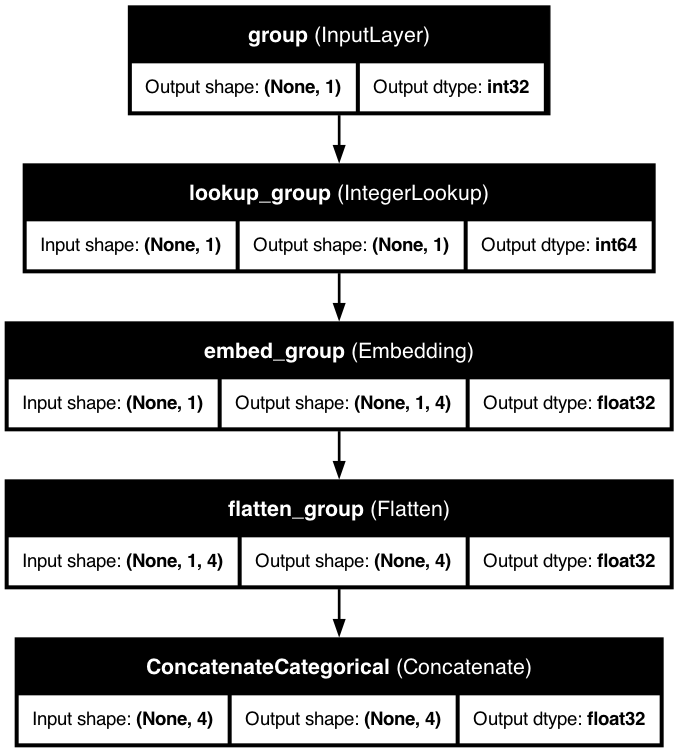 group (InputLayer)
Output shape: (None, 1) Output dtype: int32
lookup_group (IntegerLookup)
Input shape: (None, 1) Output shape: (None, 1) Output dtype: int64
embed_group (Embedding)
Input shape: (None, 1) Output shape: (None, 1, 4) Output dtype: float32
flatten_group (Flatten)
Input shape: (None, 1, 4) Output shape: (None, 4) Output dtype: float32
ConcatenateCategorical (Concatenate)
Input shape: (None, 4) Output shape: (None, 4) Output dtype: float32